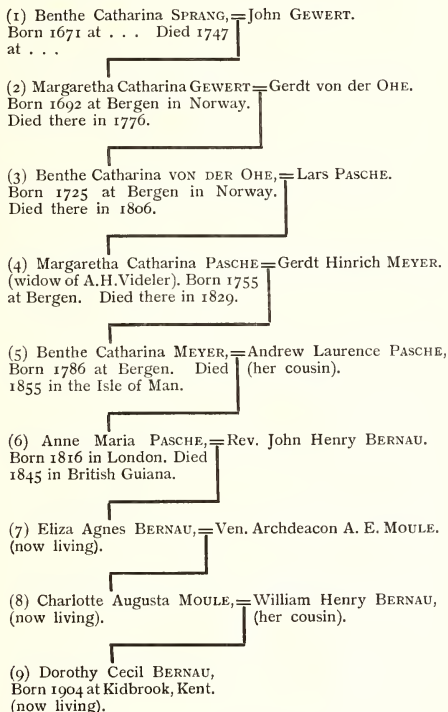 (1) Benthe Catharina SPRANG,=John GEWERT.
Born 1671 at . . . Died 1747
at . . .
(2) Margaretha Catharina GEWERT=Gerdt von der OHE.
Born 1692 at Bergen in Norway.
Died there in 1776.
(3) Benthe Catharina VON DER OHE,=Lars PASCHE.
Born 1725 at Bergen in Norway.
Died there in 1806.
(4) Margaretha Catharina PASCHE=Gerdt Hinrich MEYER.
(widow of A.H.Videler). Born 1755
at Bergen. Died there in 1829.
(5) Benthe Catharina MEYER,=Andrew Laurence PASCHE,
Born 1786 at Bergen. Died (her cousin).
1855 in the Isle of Man.
(6) Anne Maria PASCHE,=Rev. John Henry BERNAU.
Born 1816 in London. Died
1845 in British Guiana.
(7) Eliza Agnes BERNAU,=Ven. Archdeacon A. E. MOULE.
(now living).
(8) Charlotte Augusta MOULE,=William Henry BERNAU,
(now living). (her cousin).
(9) Dorothy Cecil BERNAU,
Born 1904 at Kidbrook, Kent.
(now living).